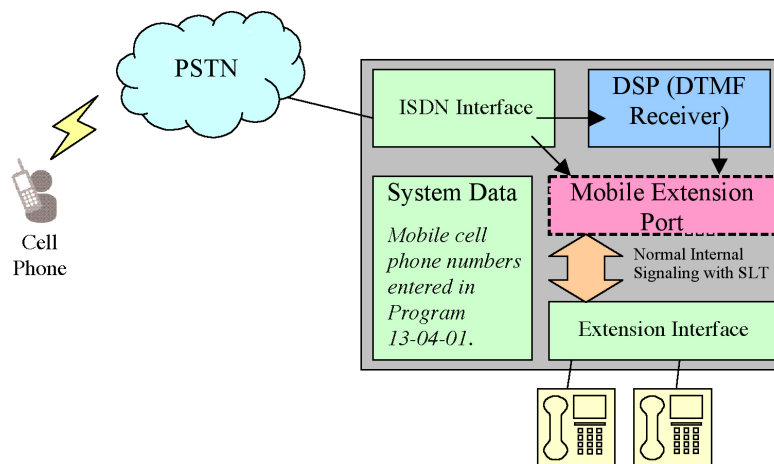 PSTN
ISDN Interface
DSP (DTMF
Receiver)
Cell
Phone
System Data
Mobile cell
phone numbers
entered in
Program
13-04-01.
Mobile Extension
Port
Normal Internal
Signaling with SLT
Extension Interface